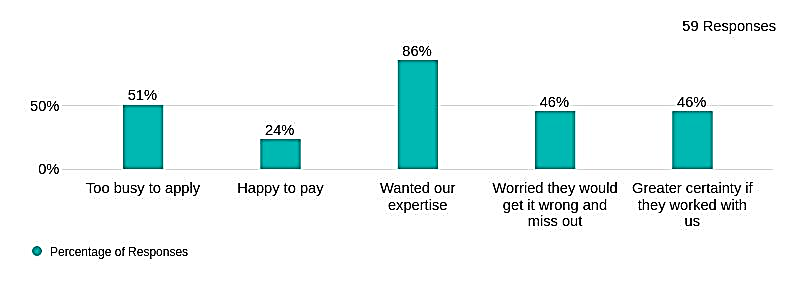 59 Responses
86%
51%
50%
46%
46%
24%
0%
Too busy to apply
Happy to pay
Wanted our
expertise
Worried they would
get it wrong and
miss out
Greater certainty if
they worked with
us
Percentage of Responses